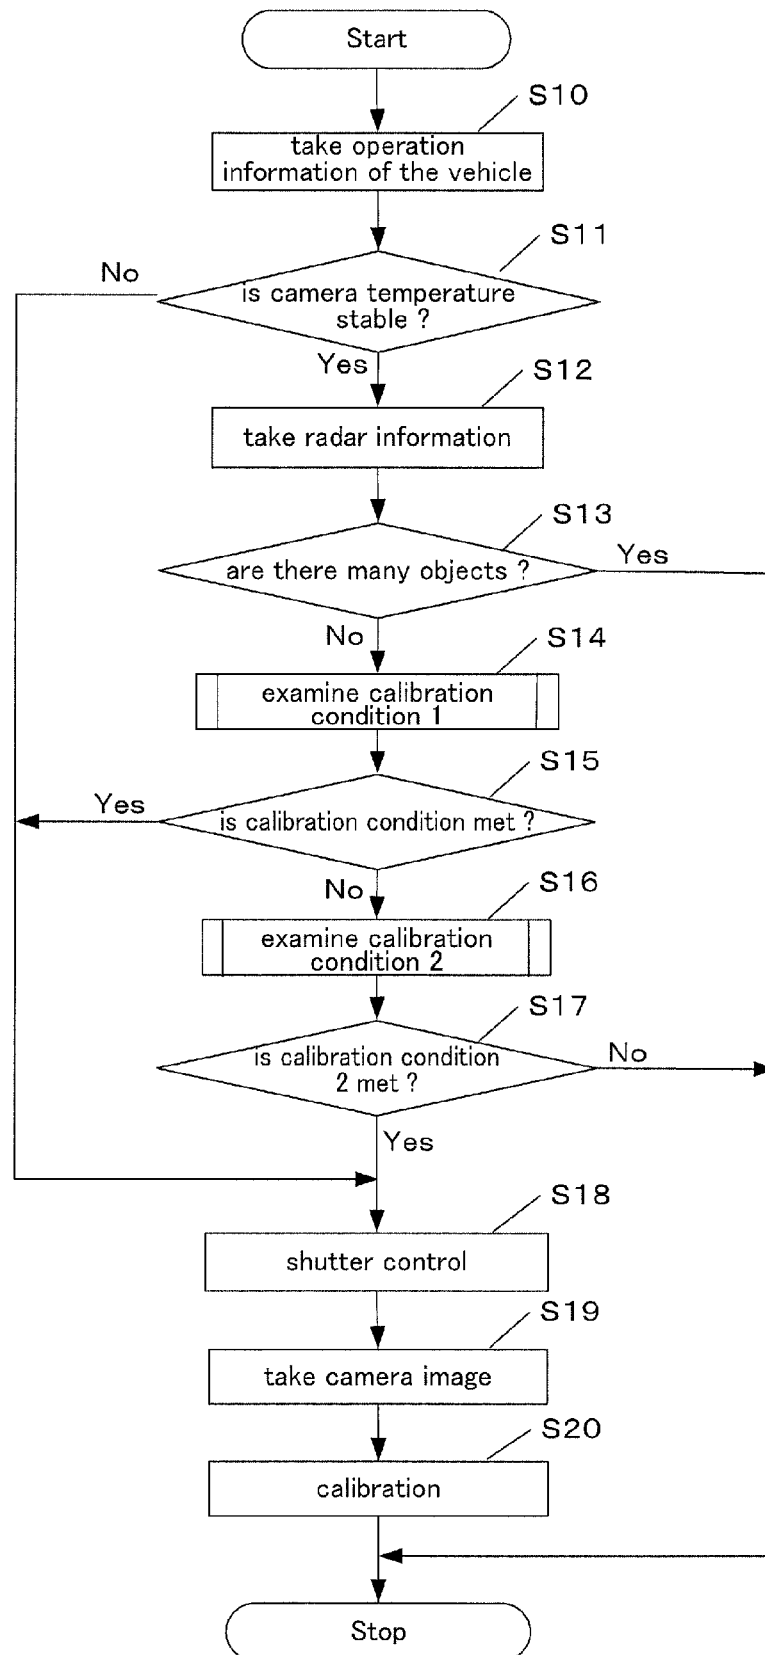 Start
S10
take operation
information of the vehicle
S11
No
is camera temperature
stable ?
Yes
S12
take radar information
S13
are there many objects ?
Yes
No
S14
examine calibration
condition 1
S15
Yes
is calibration condition met ?
No
S16
examine calibration
condition 2
S17
is calibration condition
2 met ?
No
Yes
S18
shutter control
S19
take camera image
S20
calibration
Stop